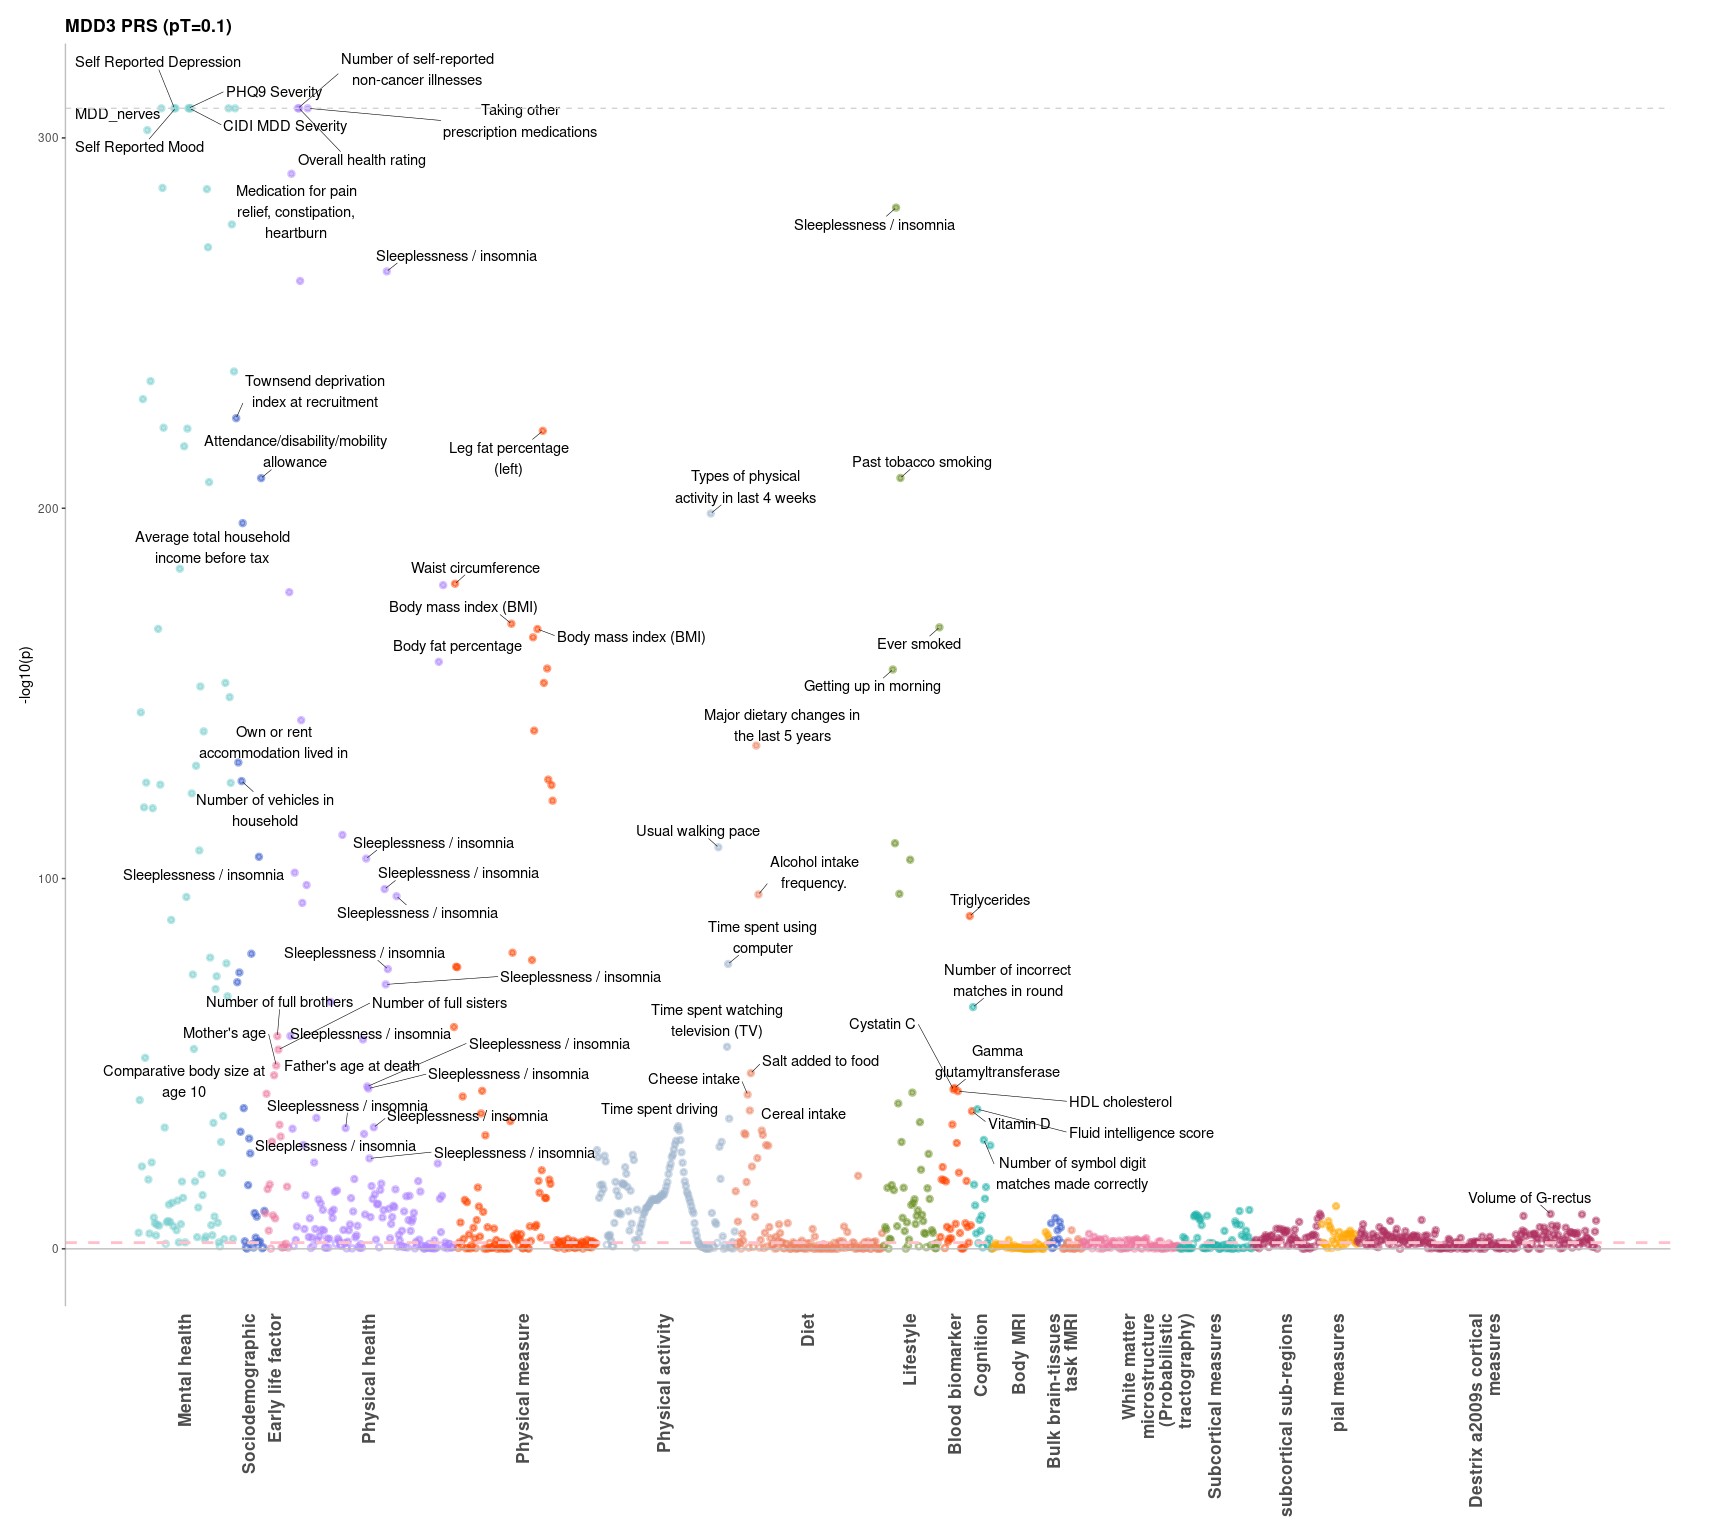 MDD3 PRS (pT=0.1)
Self Reported Depression
Number of self-reported
non-cancer illnesses
PHQ9 Severity
MDD_nerves
CIDI MDD Severity
Taking other
prescription medications
300
Self Reported Mood
Overall health rating
Medication for pain
relief, constipation,
heartburn
Sleeplessness / insomnia
Sleeplessness / insomnia
Townsend deprivation
index at recruitment
Attendance/disability/mobility
allowance
Leg fat percentage
(left)
Past tobacco smoking
Types of physical
activity in last 4 weeks
200
Average total household
income before tax
Waist circumference
Body mass index (BMI)
Body mass index (BMI)
Body fat percentage
Ever smoked
Getting up in morning
-log10(p)
Major dietary changes in
the last 5 years
Own or rent
accommodation lived in
Number of vehicles in
household
Usual walking pace
Sleeplessness / insomnia
Alcohol intake
frequency.
Sleeplessness / insomnia
Sleeplessness / insomnia
100
Triglycerides
Sleeplessness / insomnia
Time spent using
computer
Sleeplessness / insomnia
Sleeplessness / insomnia
Number of incorrect
matches in round
Number of full brothers
Number of full sisters
Time spent watching
television (TV)
Cystatin C
Mother's age
Sleeplessness / insomnia
Sleeplessness / insomnia
Gamma
glutamyltransferase
Comparative body size at
age 10
Father's age at death
Sleeplessness / insomnia
Salt added to food
Cheese intake
Sleeplessness / insomnia
Sleeplessness / insomnia
Time spent driving
Cereal intake
HDL cholesterol
Vitamin D
Fluid intelligence score
Sleeplessness / insomnia
Sleeplessness / insomnia
Number of symbol digit
matches made correctly
Volume of G-rectus
0
Mental health
Sociodemographic
Early life factor
Physical health
Physical measure
Physical activity
Diet
Lifestyle
Blood biomarker
Cognition
Body MRI
Bulk brain-tissues
task fMRI
White matter
microstructure
(Probabilistic
tractography)
Subcortical measures
subcortical sub-regions
pial measures
Destrix a2009s cortical
measures